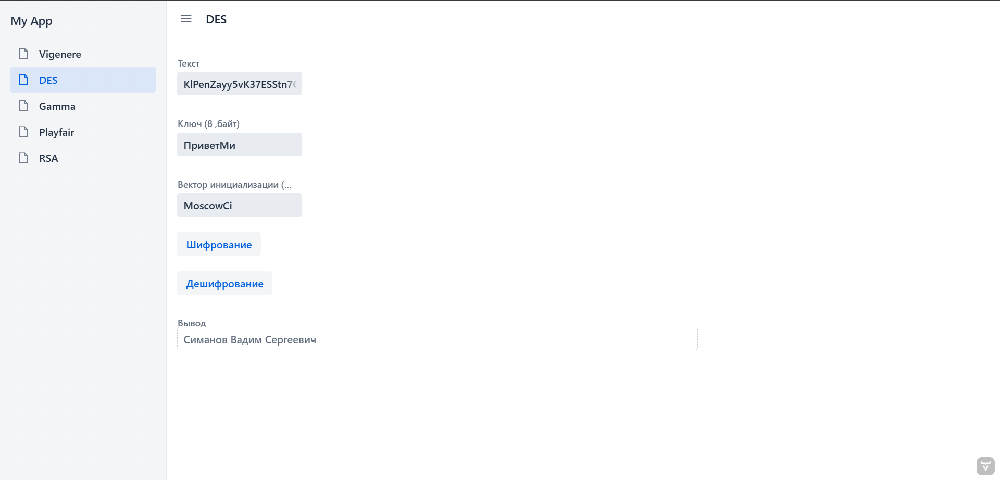 My App
Vigenere
DES
Gamma
Playfair
RSA
DES
Текст
KlPenZayy5vK37ESStn7
Ключ (8 ,байт)
ПриветМи
Вектор инициализации (...
MoscowCi
Шифрование
Дешифрование
Вывод
Симанов Вадим Сергеевич